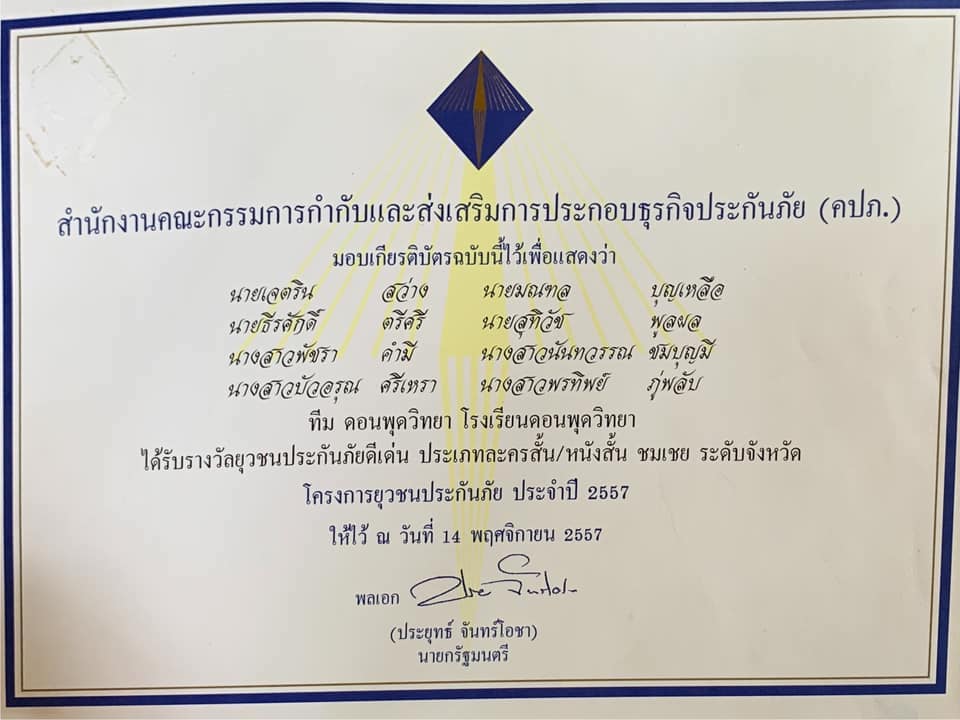 สำนักงานคณะกรรมการกำกับและส่งเสริมการประกอบธุรกิจประกันภัย (คปภ.)
มอบเกียรติบัตรฉบับนี้ไว้เพื่อแสดงว่า
นายเจตริน สว่าง นายมณฑล บุญเหลือ
นายธีรศักดิ์ ตรีศรี นายสุทิวัช พูลผล
นางสาวพัชรา คำมี นางสาวนันทวรรณ ชมบุญมี
นางสาวบัวอรุณ ศรีเหรา นางสาวพรทิพย์ ภู่พลับ
ทีม ดอนพุดวิทยา โรงเรียนดอนพุดวิทยา
ได้รับรางวัลยุวชนประกันภัยดีเด่น ประเภทละครสั้น/หนังสั้น ชมเชย ระดับจังหวัด
โครงการยุวชนประกันภัย ประจำปี 2557
ให้ไว้ ณ วันที่ 14 พฤศจิกายน 2557
พลเอก
(ประยุทธ์ จันทร์โอชา)
นายกรัฐมนตรี